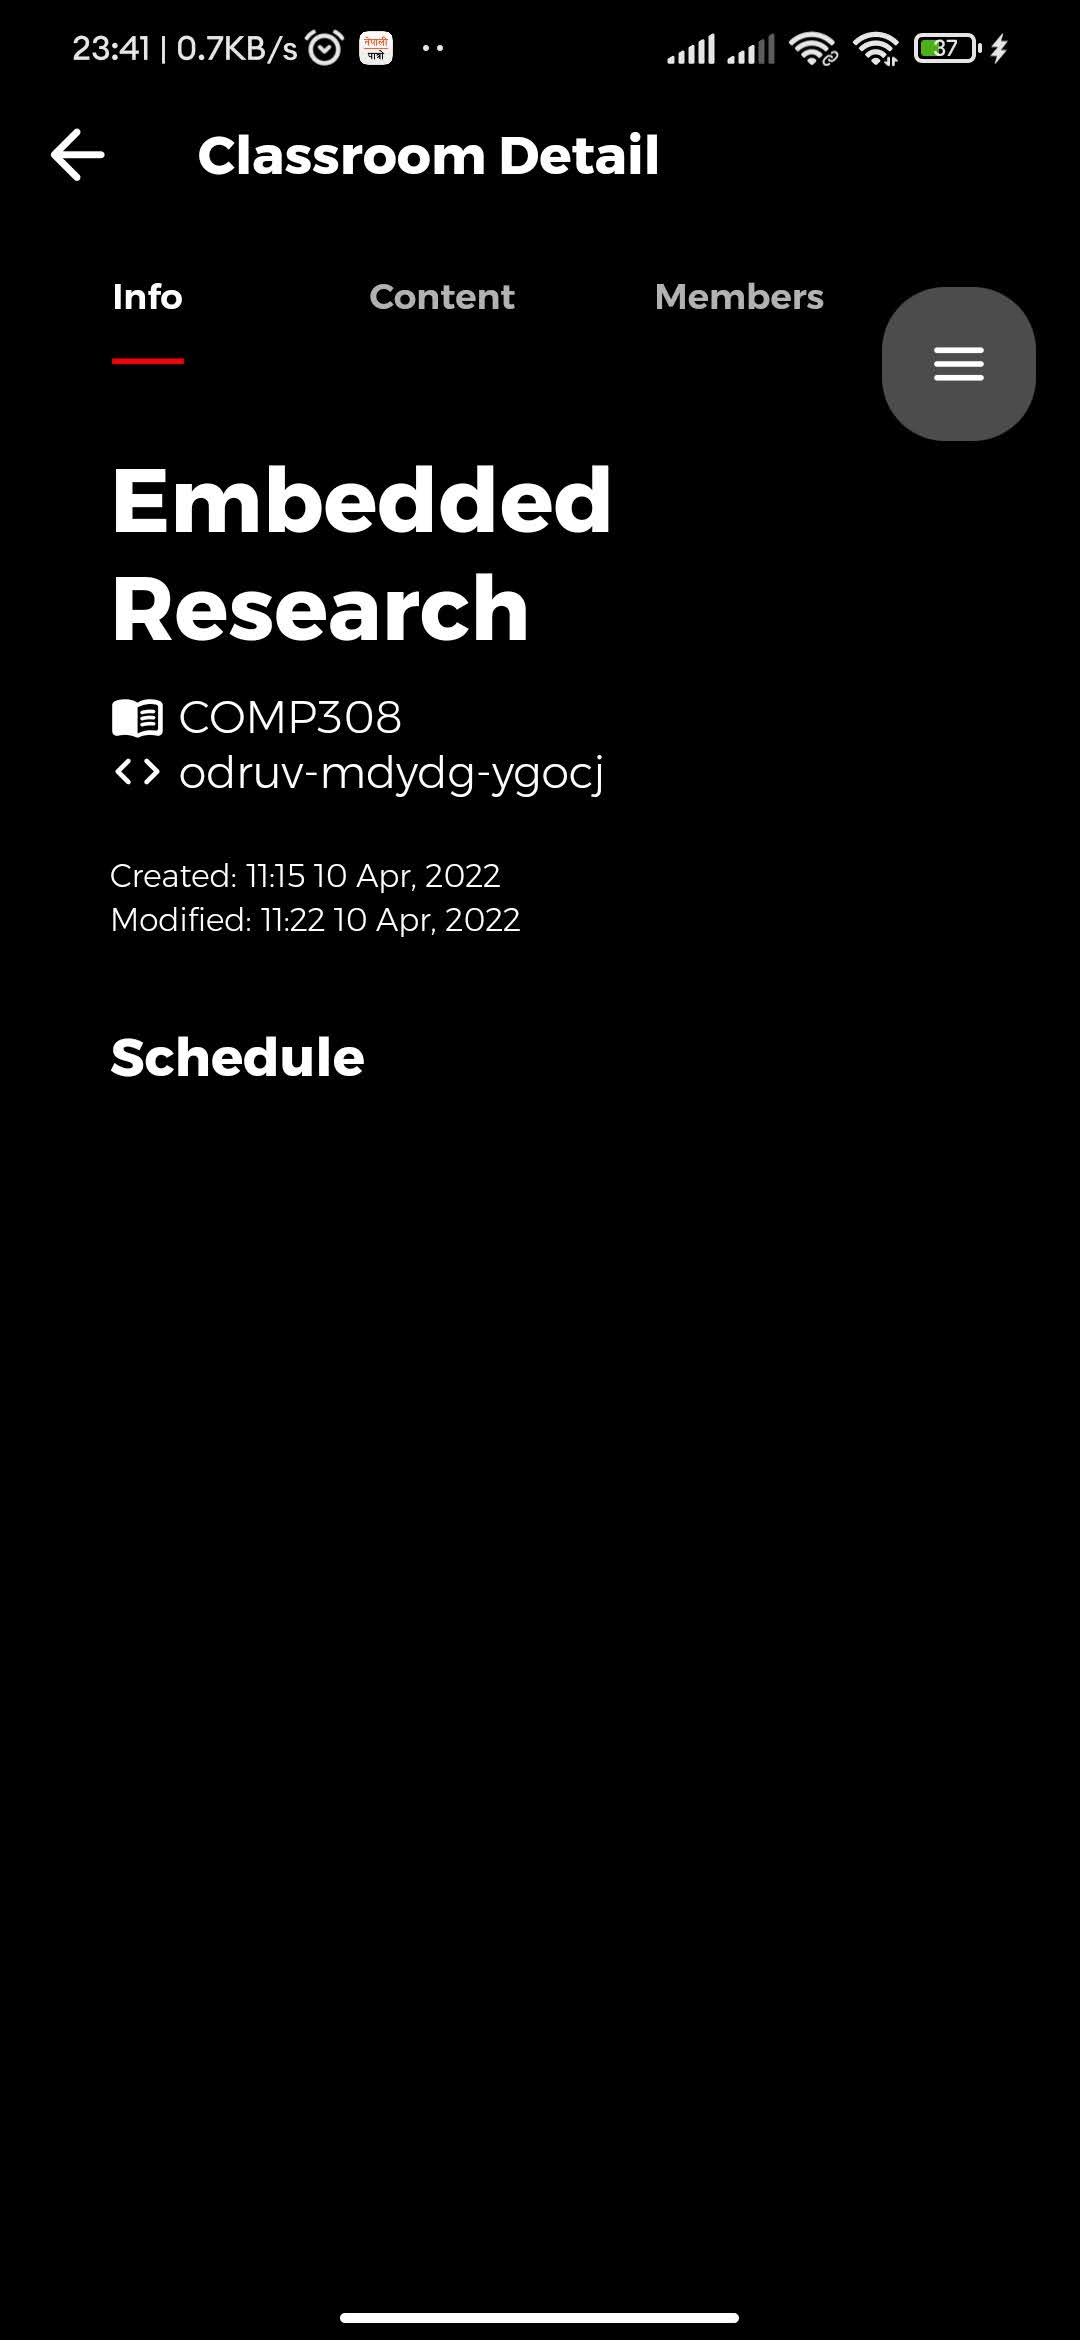 23:41 | 0.7KB/s नेपाली पात्रो 37
Classroom Detail
Info Content Members
Embedded
Research
COMP308
odruv-mdydg-ygocj
Created: 11:15 10 Apr, 2022
Modified: 11:22 10 Apr, 2022
Schedule